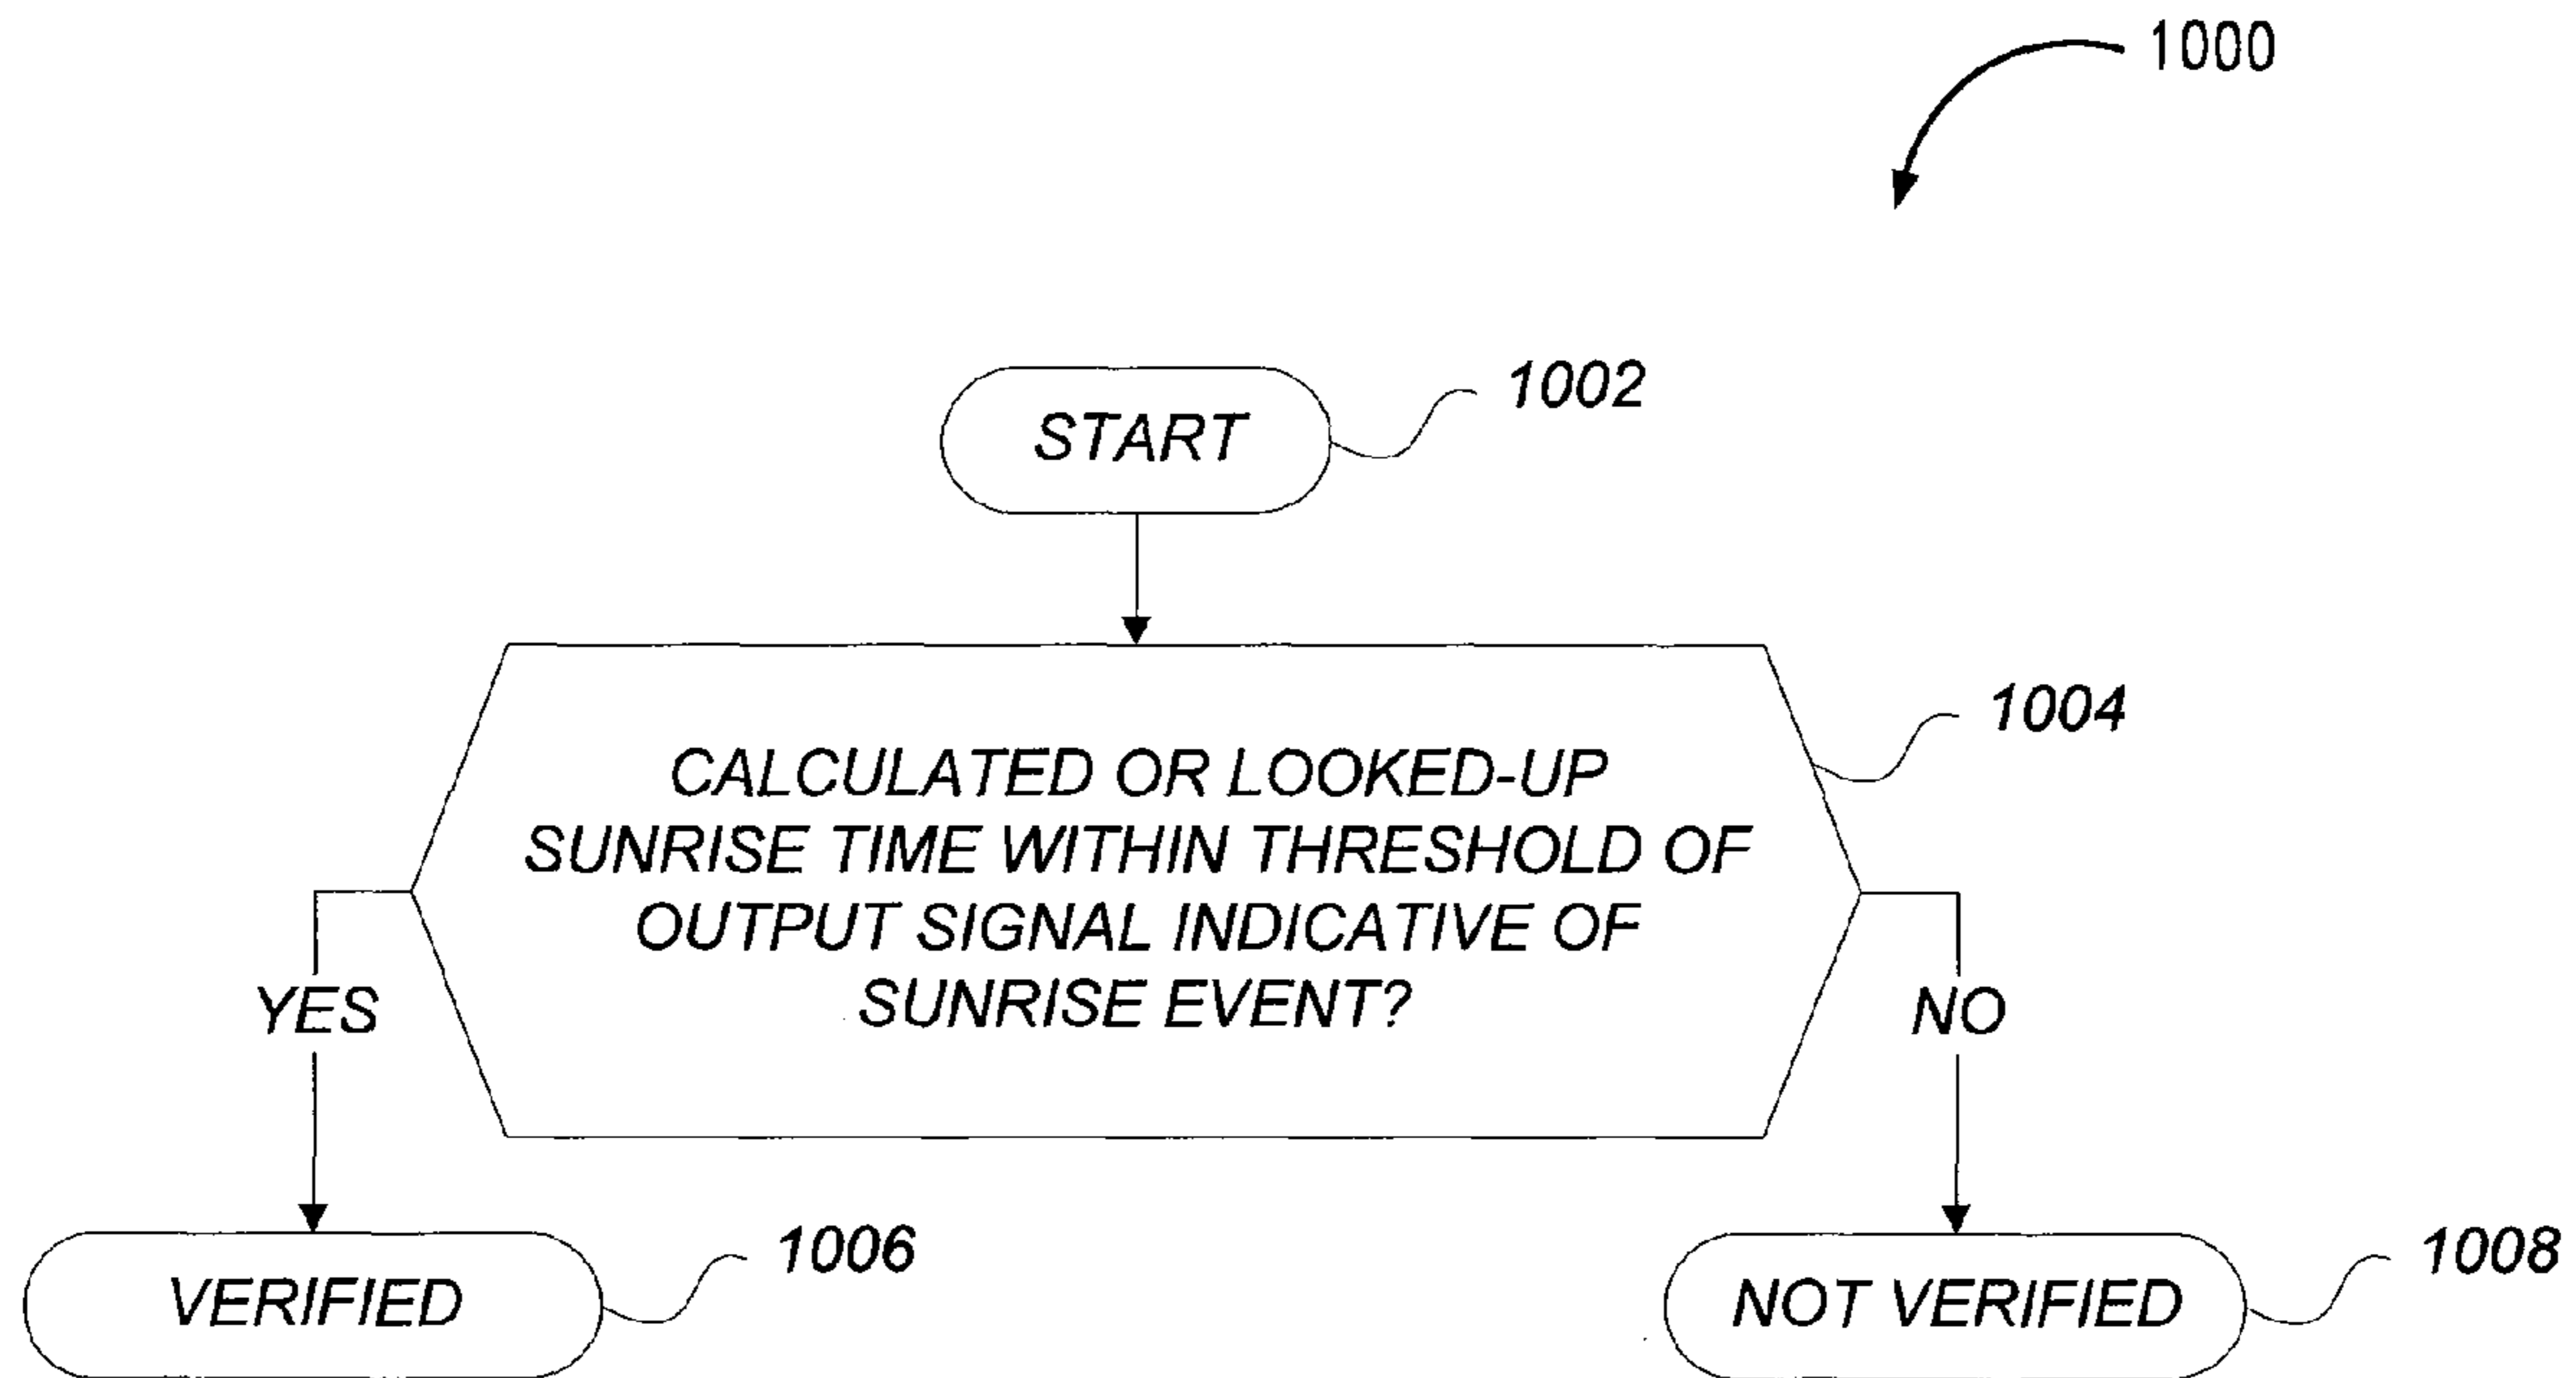 1000
START
1002
1004
CALCULATED OR LOOKED-UP
SUNRISE TIME WITHIN THRESHOLD OF
OUTPUT SIGNAL INDICATIVE OF
SUNRISE EVENT?
YES
NO
VERIFIED
1006
NOT VERIFIED
1008